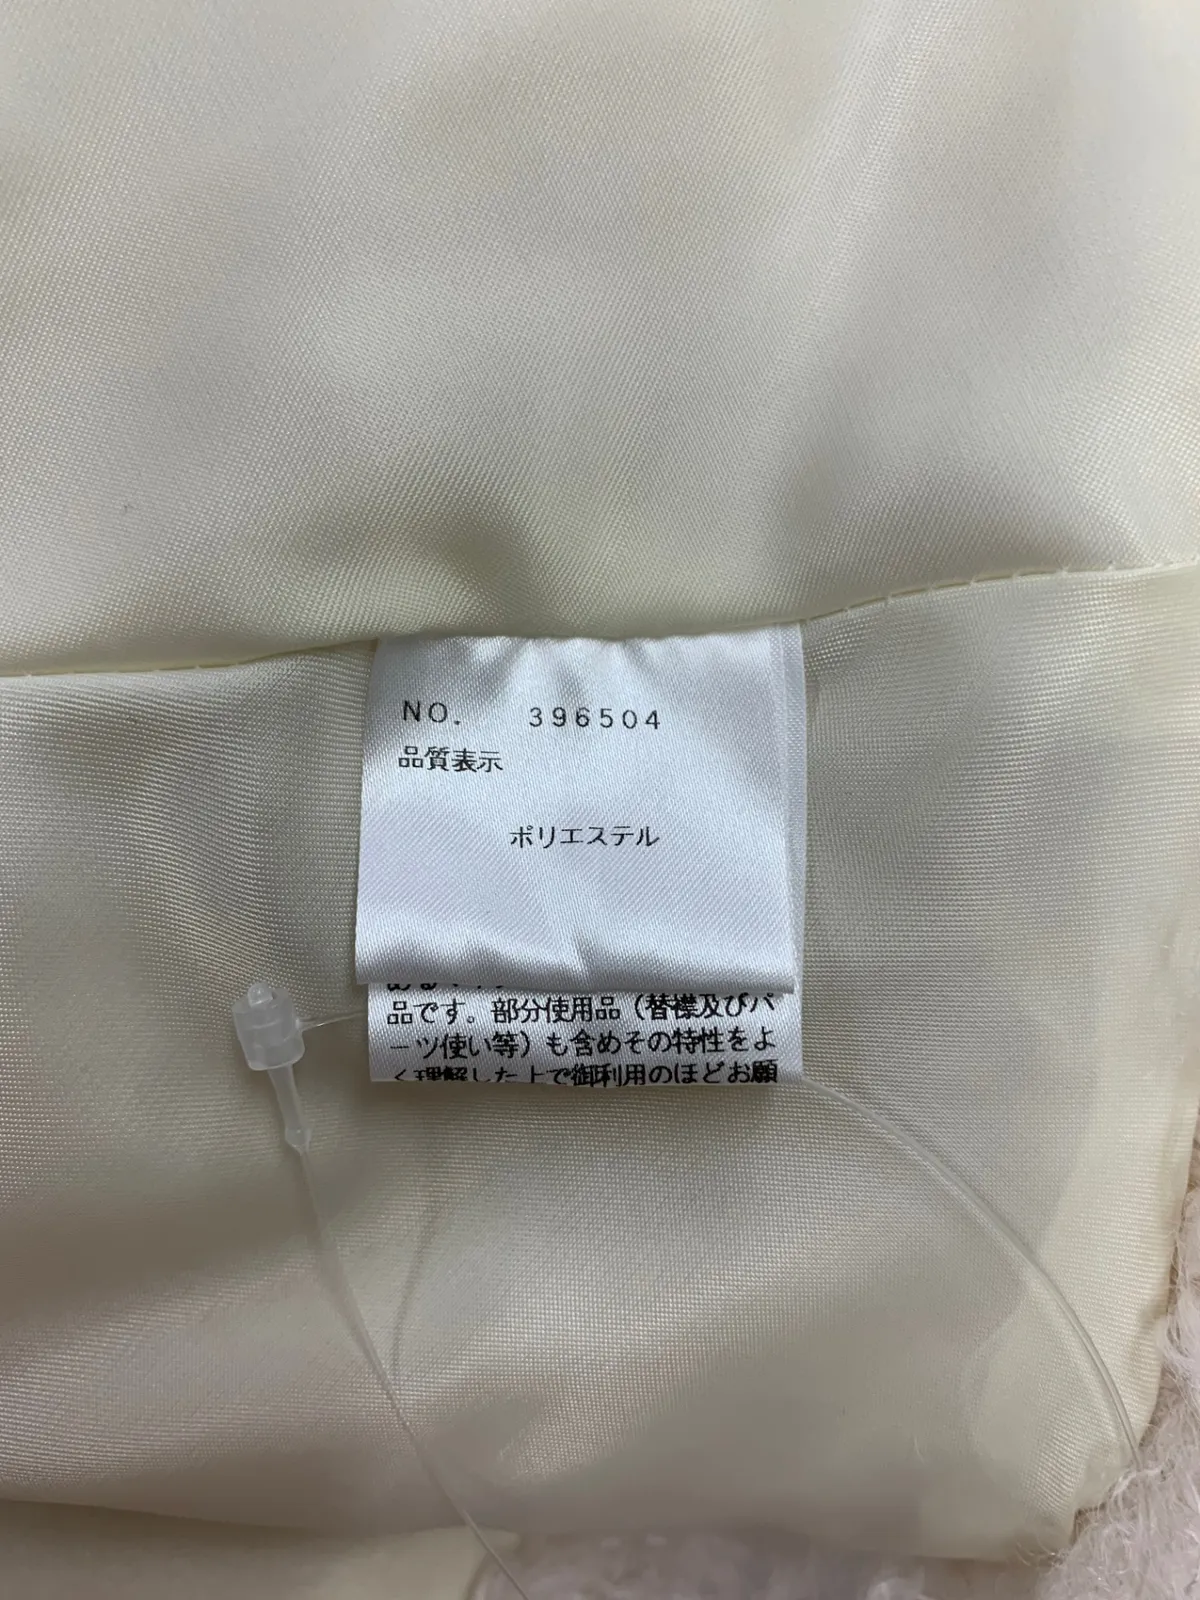 NO. 396504
品質表示
ポリエステル
品です。部分使用品（替襟及びパ
ーツ使い等）も含めその特性をよ
く理解した上で御利用のほどお願